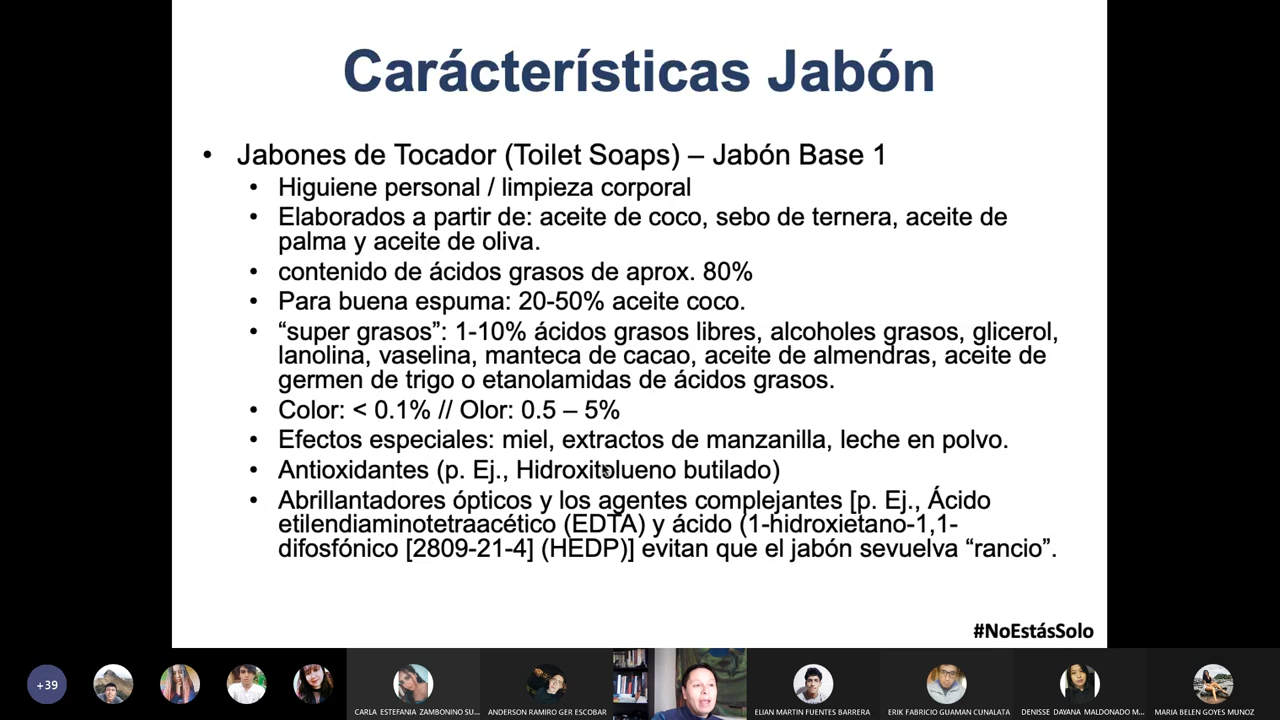 Carácterísticas Jabón
• Jabones de Tocador (Toilet Soaps) – Jabón Base 1
• Higuiene personal / limpieza corporal
• Elaborados a partir de: aceite de coco, sebo de ternera, aceite de
palma y aceite de oliva.
• contenido de ácidos grasos de aprox. 80%
• Para buena espuma: 20-50% aceite coco.
• “super grasos”: 1-10% ácidos grasos libres, alcoholes grasos, glicerol,
lanolina, vaselina, manteca de cacao, aceite de almendras, aceite de
germen de trigo o etanolamidas de ácidos grasos.
• Color: < 0.1% // Olor: 0.5 – 5%
• Efectos especiales: miel, extractos de manzanilla, leche en polvo.
• Antioxidantes (p. Ej., Hidroxitolueno butilado)
• Abrillantadores ópticos y los agentes complejantes [p. Ej., Ácido
etilendiaminotetraacético (EDTA) y ácido (1-hidroxietano-1,1-
difosfónico [2809-21-4] (HEDP)] evitan que el jabón sevuelva “rancio”.
#NoEstásSolo
+39
CARLA ESTEFANIA ZAMBONINO SU...
ANDERSON RAMIRO GER ESCOBAR
ELIAN MARTIN FUENTES BARRERA
ERIK FABRICIO GUAMAN CUNALATA
DENISSE DAYANA MALDONADO M...
MARIA BELEN GOYES MUNOZ